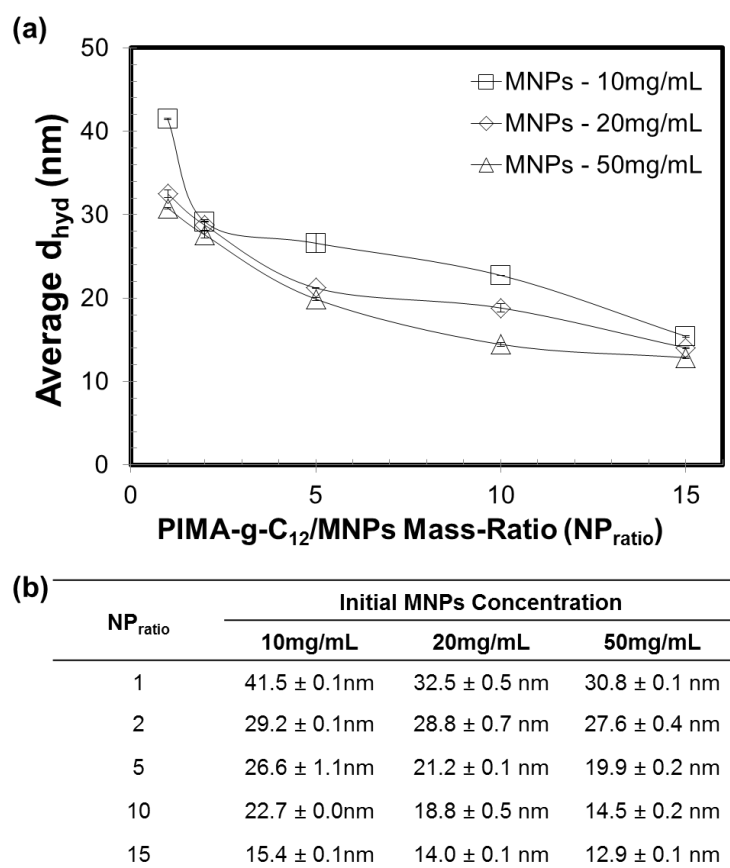 (a)
50
40
30
20
10
0
Average d_hyd (nm)
MNPs - 10mg/mL
MNPs - 20mg/mL
MNPs - 50mg/mL
0 5 10 15
PIMA-g-C₁₂/MNPs Mass-Ratio (NP_ratio)
(b)
NP_ratio Initial MNPs Concentration
10mg/mL 20mg/mL 50mg/mL
1 41.5 ± 0.1nm 32.5 ± 0.5 nm 30.8 ± 0.1 nm
2 29.2 ± 0.1nm 28.8 ± 0.7 nm 27.6 ± 0.4 nm
5 26.6 ± 1.1nm 21.2 ± 0.1 nm 19.9 ± 0.2 nm
10 22.7 ± 0.0nm 18.8 ± 0.5 nm 14.5 ± 0.2 nm
15 15.4 ± 0.1nm 14.0 ± 0.1 nm 12.9 ± 0.1 nm